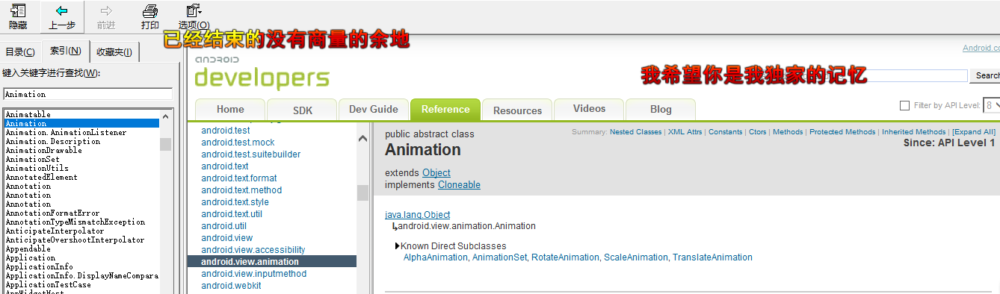 隐藏
上一步
前进
打印
选项(O)
已经结束的没有商量的余地
我希望你是我独家的记忆
目录(C)
索引(N)
收藏夹(I)
键入关键字进行查找(W):
Animation
Animatable
Animation
Animation.AnimationListener
Animation.Description
AnimationDrawable
AnimationSet
AnimationUtils
AnnotatedElement
Annotation
Annotation
Annotation
AnnotationFormatError
AnnotationTypeMismatchException
AnticipateInterpolator
AnticipateOvershootInterpolator
Appendable
Application
ApplicationInfo
ApplicationInfo.DisplayNameCompara
ApplicationTestCase
AppWidgetHost
Android.co
android
developers
Search
Home
SDK
Dev Guide
Reference
Resources
Videos
Blog
Filter by API Level: 8
android.test
android.test.mock
android.test.suitebuilder
android.text
android.text.format
android.text.method
android.text.style
android.text.util
android.util
android.view
android.view.accessibility
android.view.animation
android.view.inputmethod
android.webkit
Summary: Nested Classes | XML Attrs | Constants | Ctors | Methods | Protected Methods | Inherited Methods | [Expand All]
Since: API Level 1
public abstract class
Animation
extends Object
implements Cloneable
java.lang.Object
↳android.view.animation.Animation
Known Direct Subclasses
AlphaAnimation, AnimationSet, RotateAnimation, ScaleAnimation, TranslateAnimation